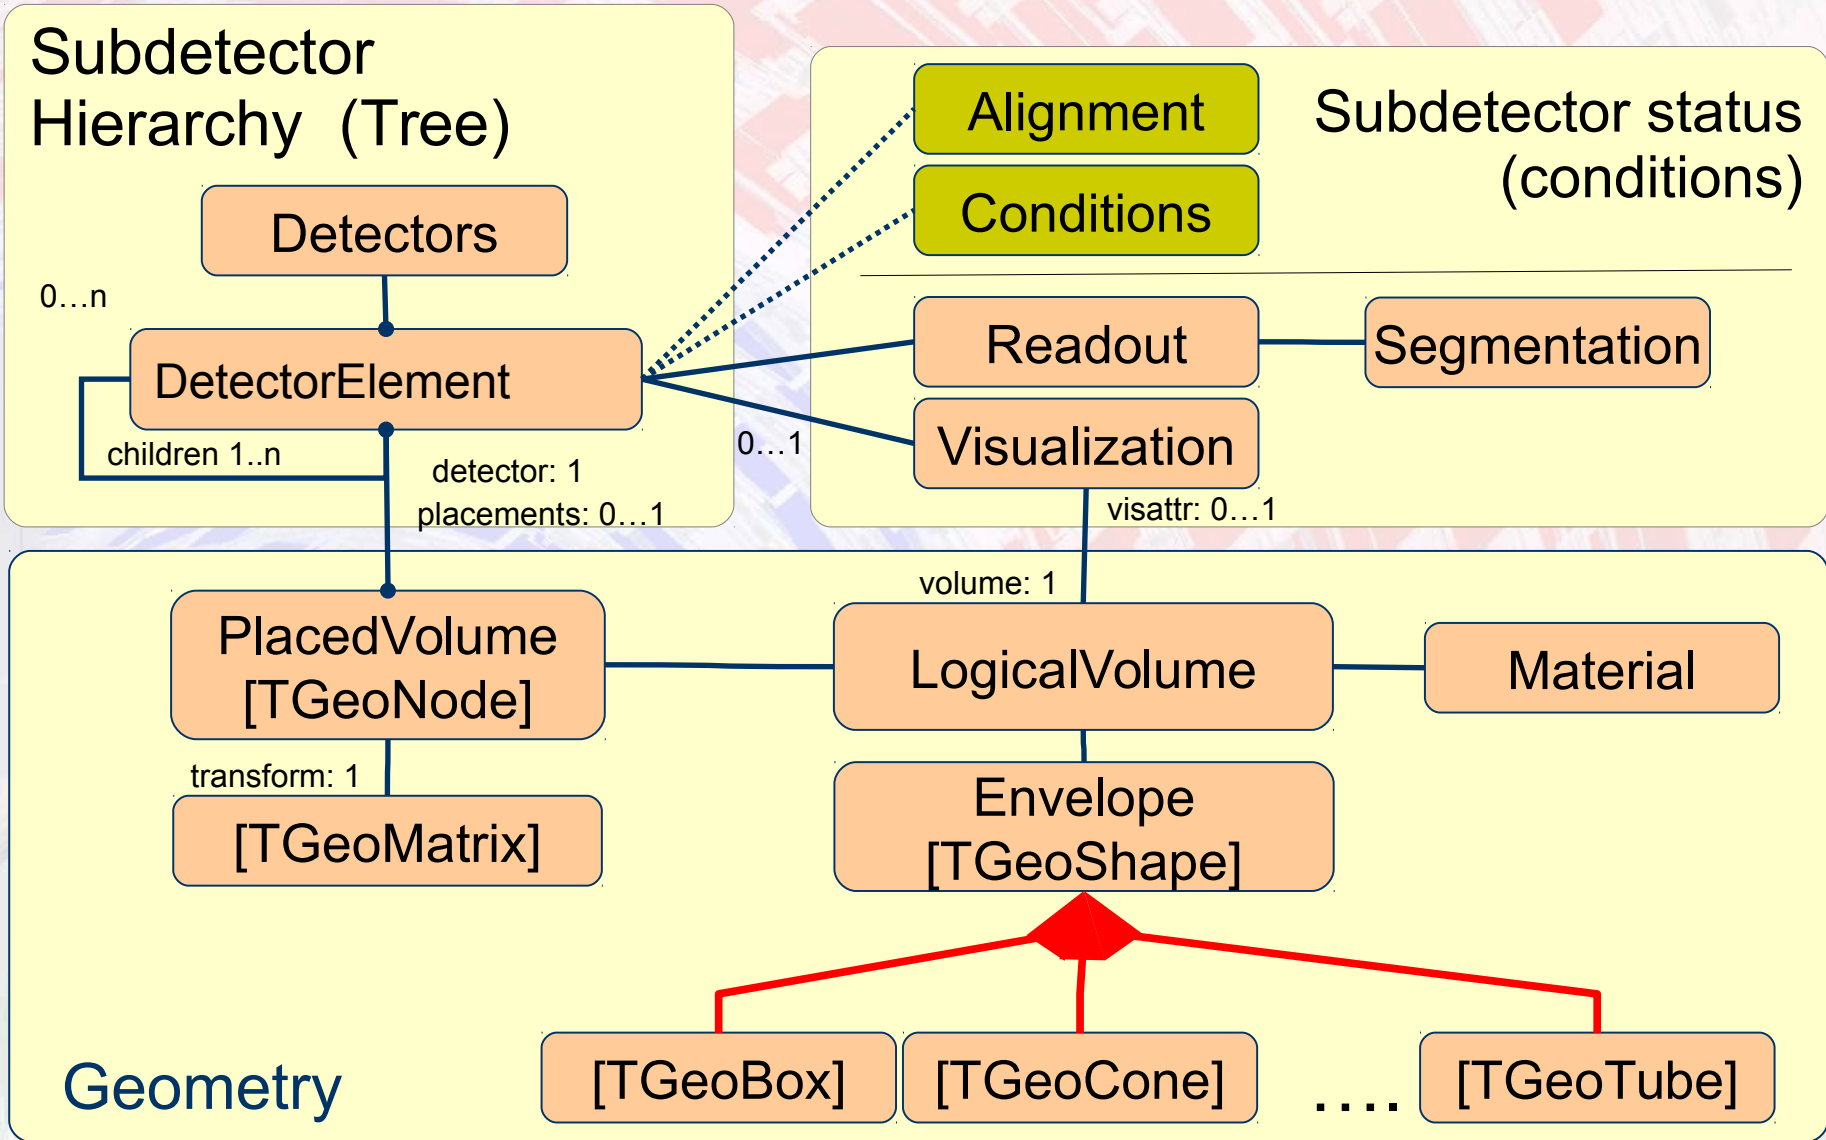 Subdetector
Hierarchy  (Tree)
Detectors
0…n
DetectorElement
children 1..n
detector: 1
placements: 0…1
Alignment
Conditions
Subdetector status
(conditions)
Readout
Segmentation
Visualization
0…1
visattr: 0…1
volume: 1
PlacedVolume
[TGeoNode]
LogicalVolume
Material
transform: 1
[TGeoMatrix]
Envelope
[TGeoShape]
Geometry
[TGeoBox]
[TGeoCone]
....
[TGeoTube]